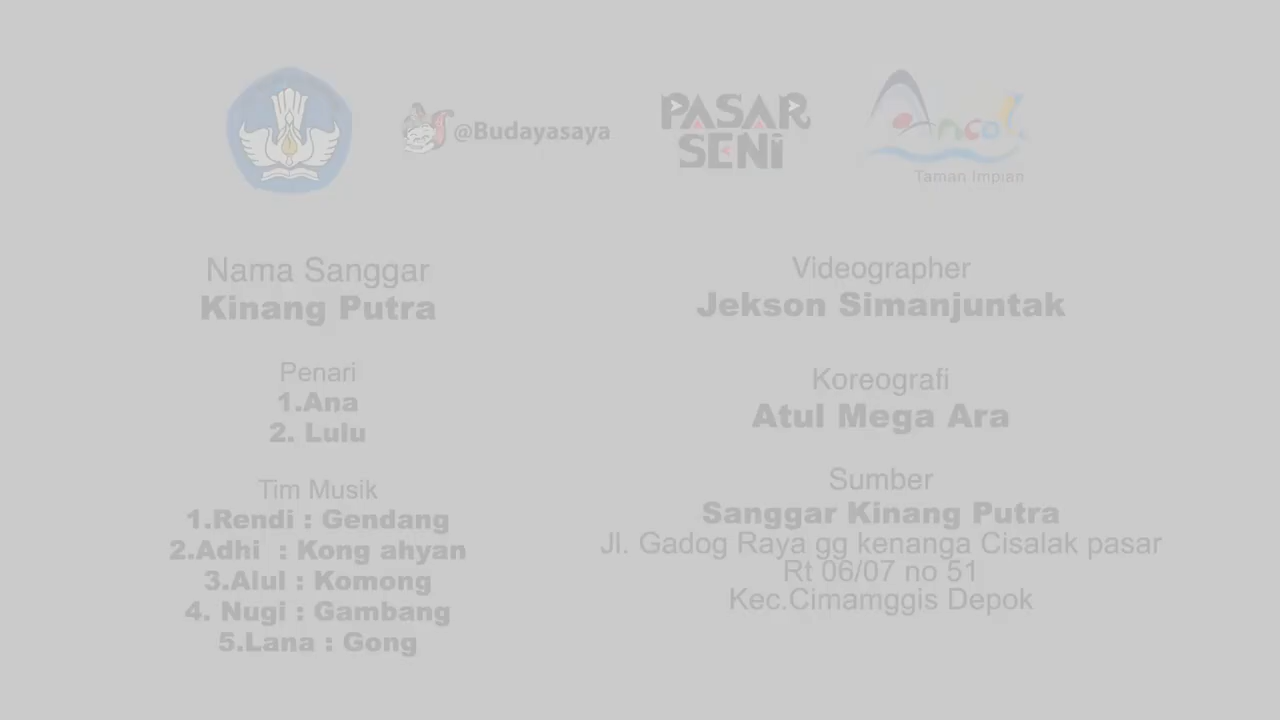 @Budayasaya
PASAR
SENI
Ancol
Taman Impian
Nama Sanggar
Kinang Putra
Penari
1.Ana
2. Lulu
Tim Musik
1.Rendi : Gendang
2.Adhi : Kong ahyan
3.Alul : Komong
4. Nugi : Gambang
5.Lana : Gong
Videographer
Jekson Simanjuntak
Koreografi
Atul Mega Ara
Sumber
Sanggar Kinang Putra
Jl. Gadog Raya gg kenanga Cisalak pasar
Rt 06/07 no 51
Kec.Cimamggis Depok